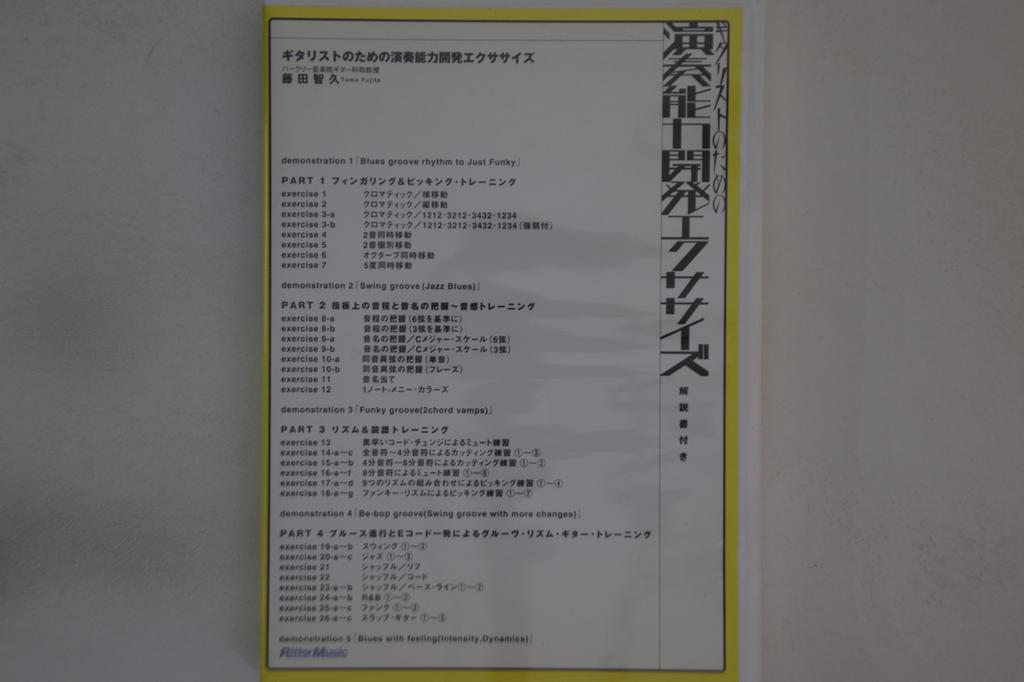 ギタリストのための演奏能力開発エクササイズ
バークリー音楽院ギター科助教授
藤田智久 Tomo Fujita
demonstration 1「Blues groove rhythm to Just Funky」
PART 1 フィンガリング&ピッキング・トレーニング
exercise 1 クロマティック／横移動
exercise 2 クロマティック／縦移動
exercise 3-a クロマティック／1212・3212・3432・1234
exercise 3-b クロマティック／1212・3212・3432・1234(強弱付)
exercise 4 2音同時移動
exercise 5 2音個別移動
exercise 6 オクターブ同時移動
exercise 7 5度同時移動
demonstration 2「Swing groove(Jazz Blues)」
PART 2 指板上の音程と音名の把握〜音感トレーニング
exercise 8-a 音程の把握(6弦を基準に)
exercise 8-b 音程の把握(3弦を基準に)
exercise 9-a 音名の把握／Cメジャー・スケール(6弦)
exercise 9-b 音名の把握／Cメジャー・スケール(3弦)
exercise 10-a 同音異弦の把握(単音)
exercise 10-b 同音異弦の把握(フレーズ)
exercise 11 音名当て
exercise 12 1ノート・メニー・カラーズ
demonstration 3「Funky groove(2chord vamps)」
PART 3 リズム&読譜トレーニング
exercise 13 素早いコード・チェンジによるミュート練習
exercise 14-a〜c 全音符〜4分音符によるカッティング練習 ①〜③
exercise 15-a〜b 4分音符〜8分音符によるカッティング練習 ①〜②
exercise 16-a〜f 8分音符によるミュート練習 ①〜⑥
exercise 17-a〜d 9つのリズムの組み合わせによるピッキング練習 ①〜④
exercise 18-a〜g ファンキー・リズムによるピッキング練習 ①〜⑦
demonstration 4「Be-bop groove(Swing groove with more changes)」
PART 4 ブルース進行とEコード一発によるグルーヴ・リズム・ギター・トレーニング
exercise 19-a〜b スウィング ①〜②
exercise 20-a〜c ジャズ ①〜③
exercise 21 シャッフル／リフ
exercise 22 シャッフル／コード
exercise 23-a〜b シャッフル／ベース・ライン①〜②
exercise 24-a〜b R&B ①〜②
exercise 25-a〜c ファンク ①〜③
exercise 26-a〜c スラップ・ギター ①〜③
demonstration 5「Blues with feeling(Intensity,Dynamics)」
Rittor Music
ギタリストのための
演奏能力開発エクササイズ
解説書付き